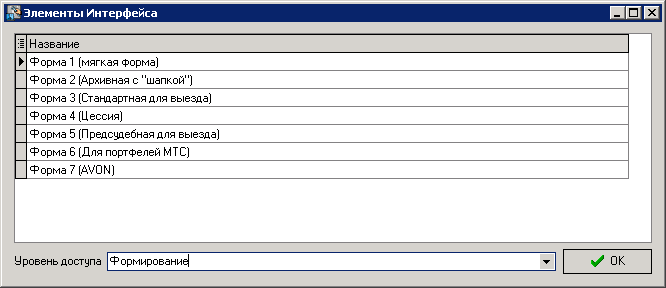 Элементы Интерфейса
Название
Форма 1 (мягкая форма)
Форма 2 (Архивная с "шапкой")
Форма 3 (Стандартная для выезда)
Форма 4 (Цессия)
Форма 5 (Предсудебная для выезда)
Форма 6 (Для портфелей МТС)
Форма 7 (AVON)
Уровень доступа Формирование OK